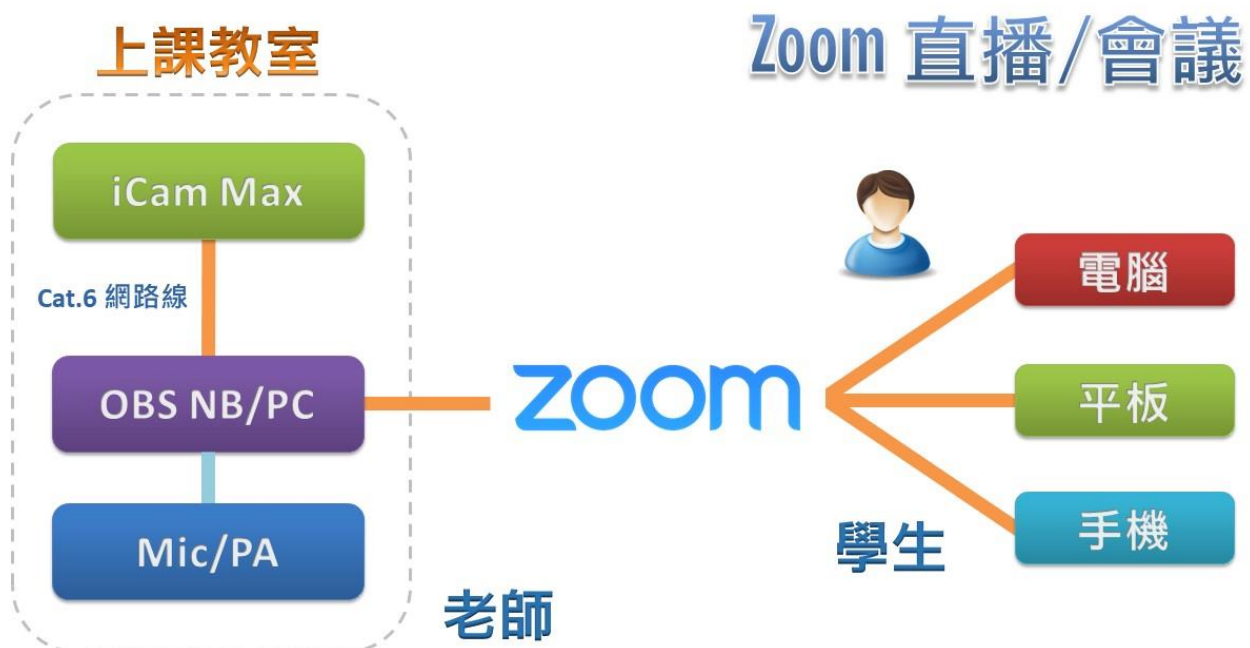 上課教室
Zoom 直播/會議
iCam Max
Cat.6 網路線
OBS NB/PC
Mic/PA
老師
zoom
電腦
平板
手機
學生